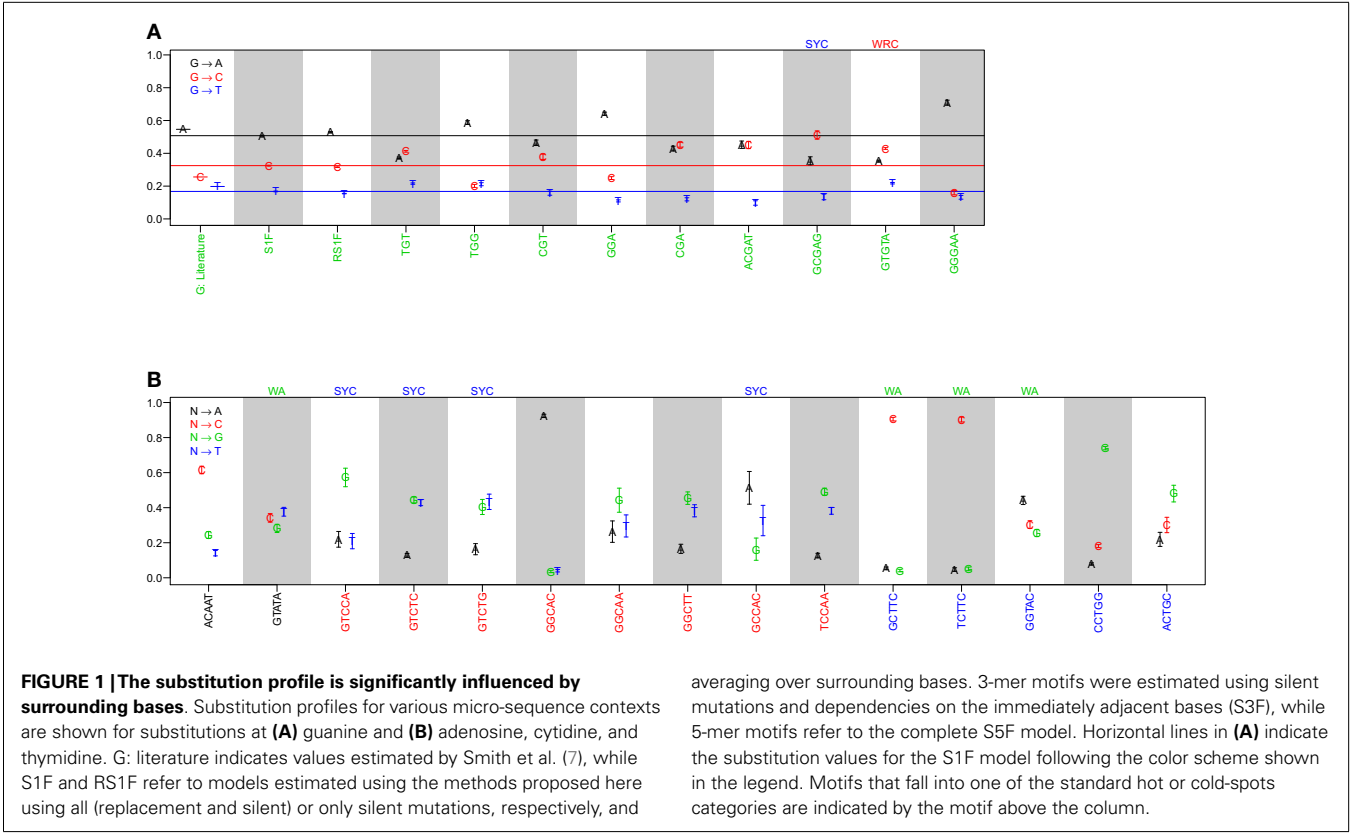 A
SYC WRC
1.0
0.8
0.6
0.4
0.2
0.0
G → A
G → C
G → T
A C T
A C T
A C T
A C T
A C T
A C T
A C T
A C T
A C T
A C T
A C T
A C T
G: Literature
S1F
RS1F
TGT
TGG
CGT
GGA
CGA
ACGAT
GCGAG
GTGTA
GGGAA
B
WA SYC SYC SYC SYC WA WA WA
1.0
0.8
0.6
0.4
0.2
0.0
N → A
N → C
N → G
N → T
C G T
C G T
A G T
A G T
A G T
A G T
A G T
A G T
A G T
A G T
A C G
A C G
A C G
A C G
A C G
ACAAT
GTATA
GTCCA
GTCTC
GTCTG
GGCAC
GGCAA
GGCTT
GCCAC
TCCAA
GCTTC
TCTTC
GGTAC
CCTGG
ACTGC
FIGURE 1 | The substitution profile is significantly influenced by
surrounding bases. Substitution profiles for various micro-sequence contexts
are shown for substitutions at (A) guanine and (B) adenosine, cytidine, and
thymidine. G: literature indicates values estimated by Smith et al. (7), while
S1F and RS1F refer to models estimated using the methods proposed here
using all (replacement and silent) or only silent mutations, respectively, and
averaging over surrounding bases. 3-mer motifs were estimated using silent
mutations and dependencies on the immediately adjacent bases (S3F), while
5-mer motifs refer to the complete S5F model. Horizontal lines in (A) indicate
the substitution values for the S1F model following the color scheme shown
in the legend. Motifs that fall into one of the standard hot or cold-spots
categories are indicated by the motif above the column.